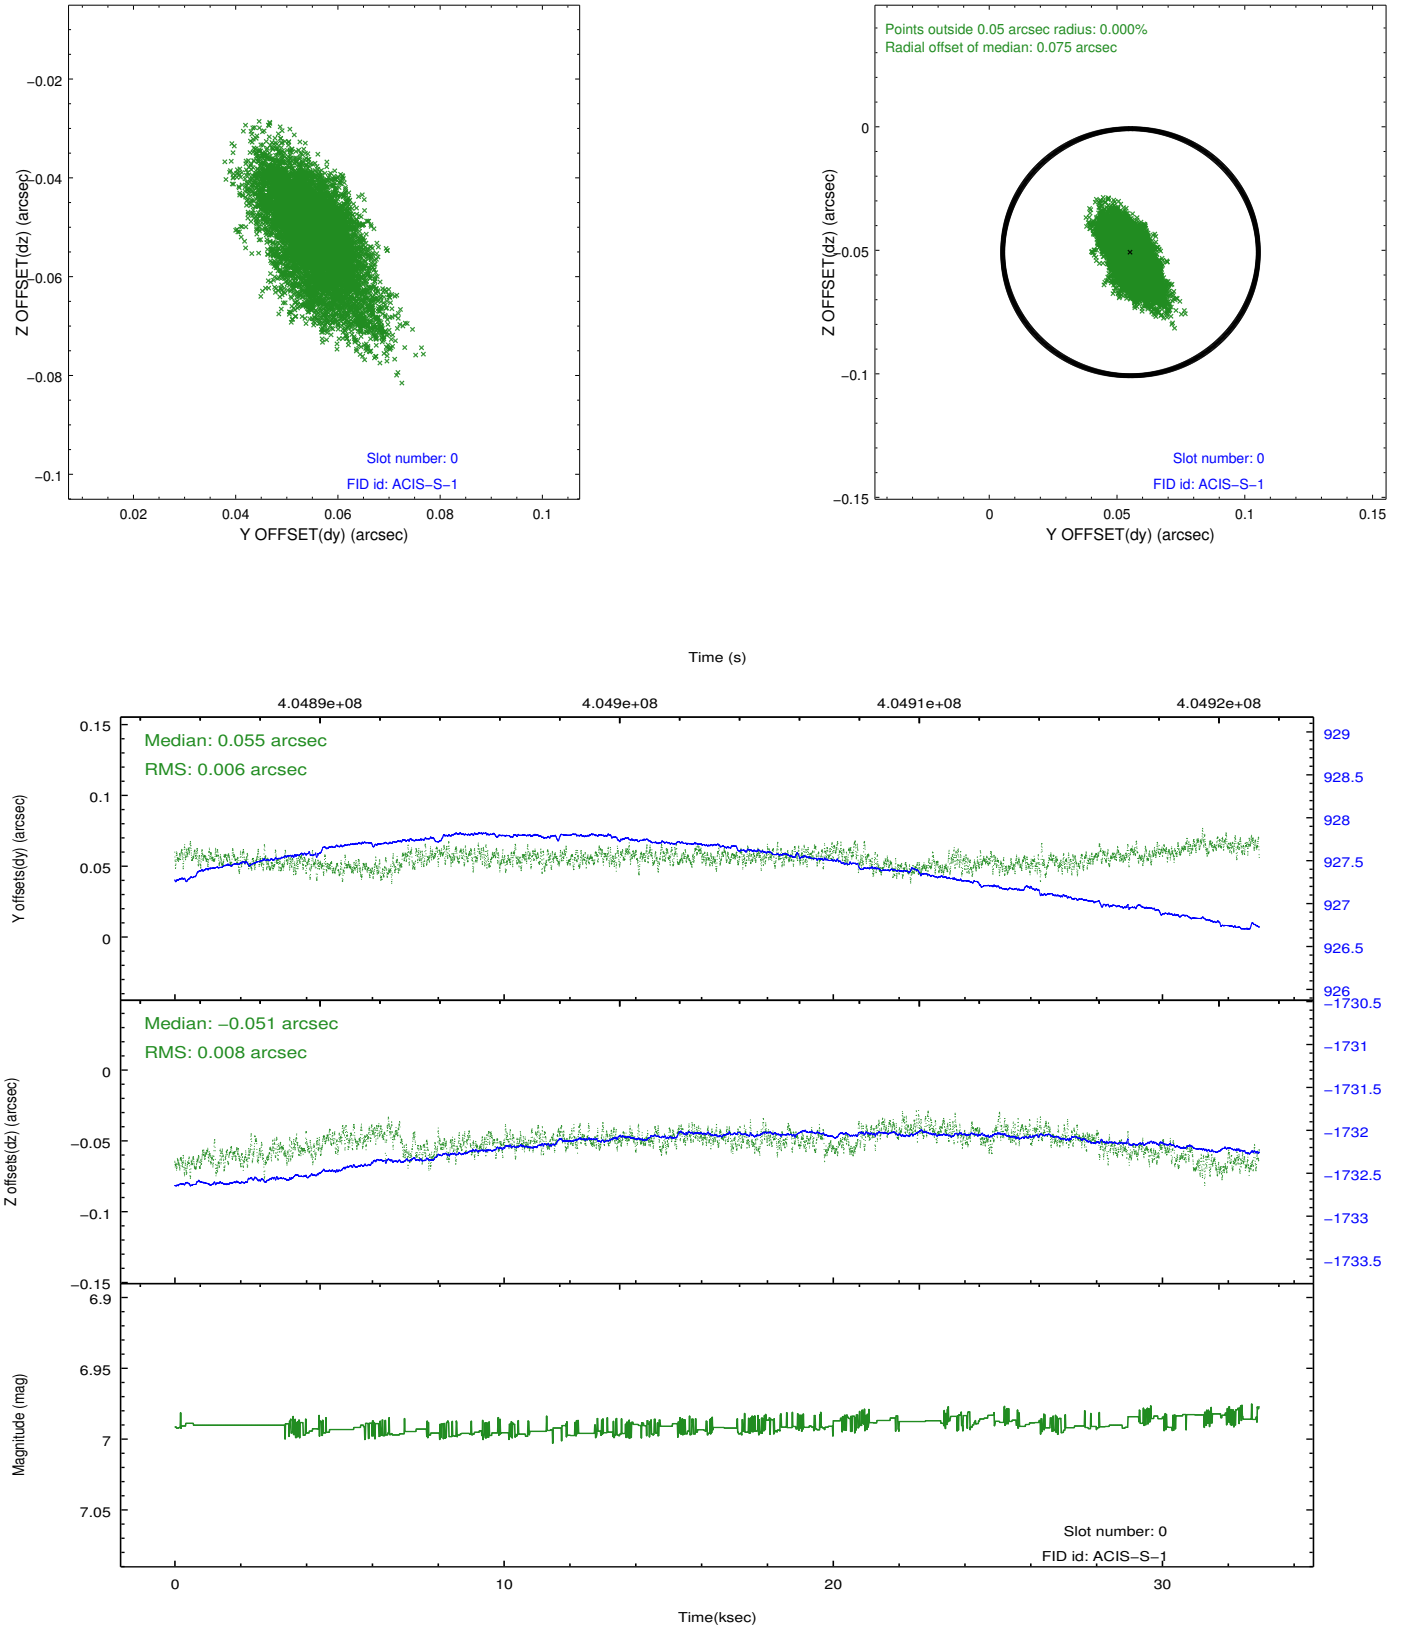 −0.02
−0.04
−0.06
−0.08
−0.1
Z OFFSET(dz) (arcsec)
0.02 0.04 0.06 0.08 0.1
Y OFFSET(dy) (arcsec)
Slot number: 0
FID id: ACIS−S−1
Points outside 0.05 arcsec radius: 0.000%
Radial offset of median: 0.075 arcsec
0
−0.05
−0.1
−0.15
Z OFFSET(dz) (arcsec)
0 0.05 0.1 0.15
Y OFFSET(dy) (arcsec)
Slot number: 0
FID id: ACIS−S−1
Time (s)
4.0489e+08 4.049e+08 4.0491e+08 4.0492e+08
0.15
0.1
0.05
0
Y offsets(dy) (arcsec)
Median: 0.055 arcsec
RMS: 0.006 arcsec
929
928.5
928
927.5
927
926.5
926
Median: −0.051 arcsec
RMS: 0.008 arcsec
0
−0.05
−0.1
−0.15
Z offsets(dz) (arcsec)
−1730.5
−1731
−1731.5
−1732
−1732.5
−1733
−1733.5
6.9
6.95
7
7.05
Magnitude (mag)
Slot number: 0
FID id: ACIS−S−1
0 10 20 30
Time(ksec)